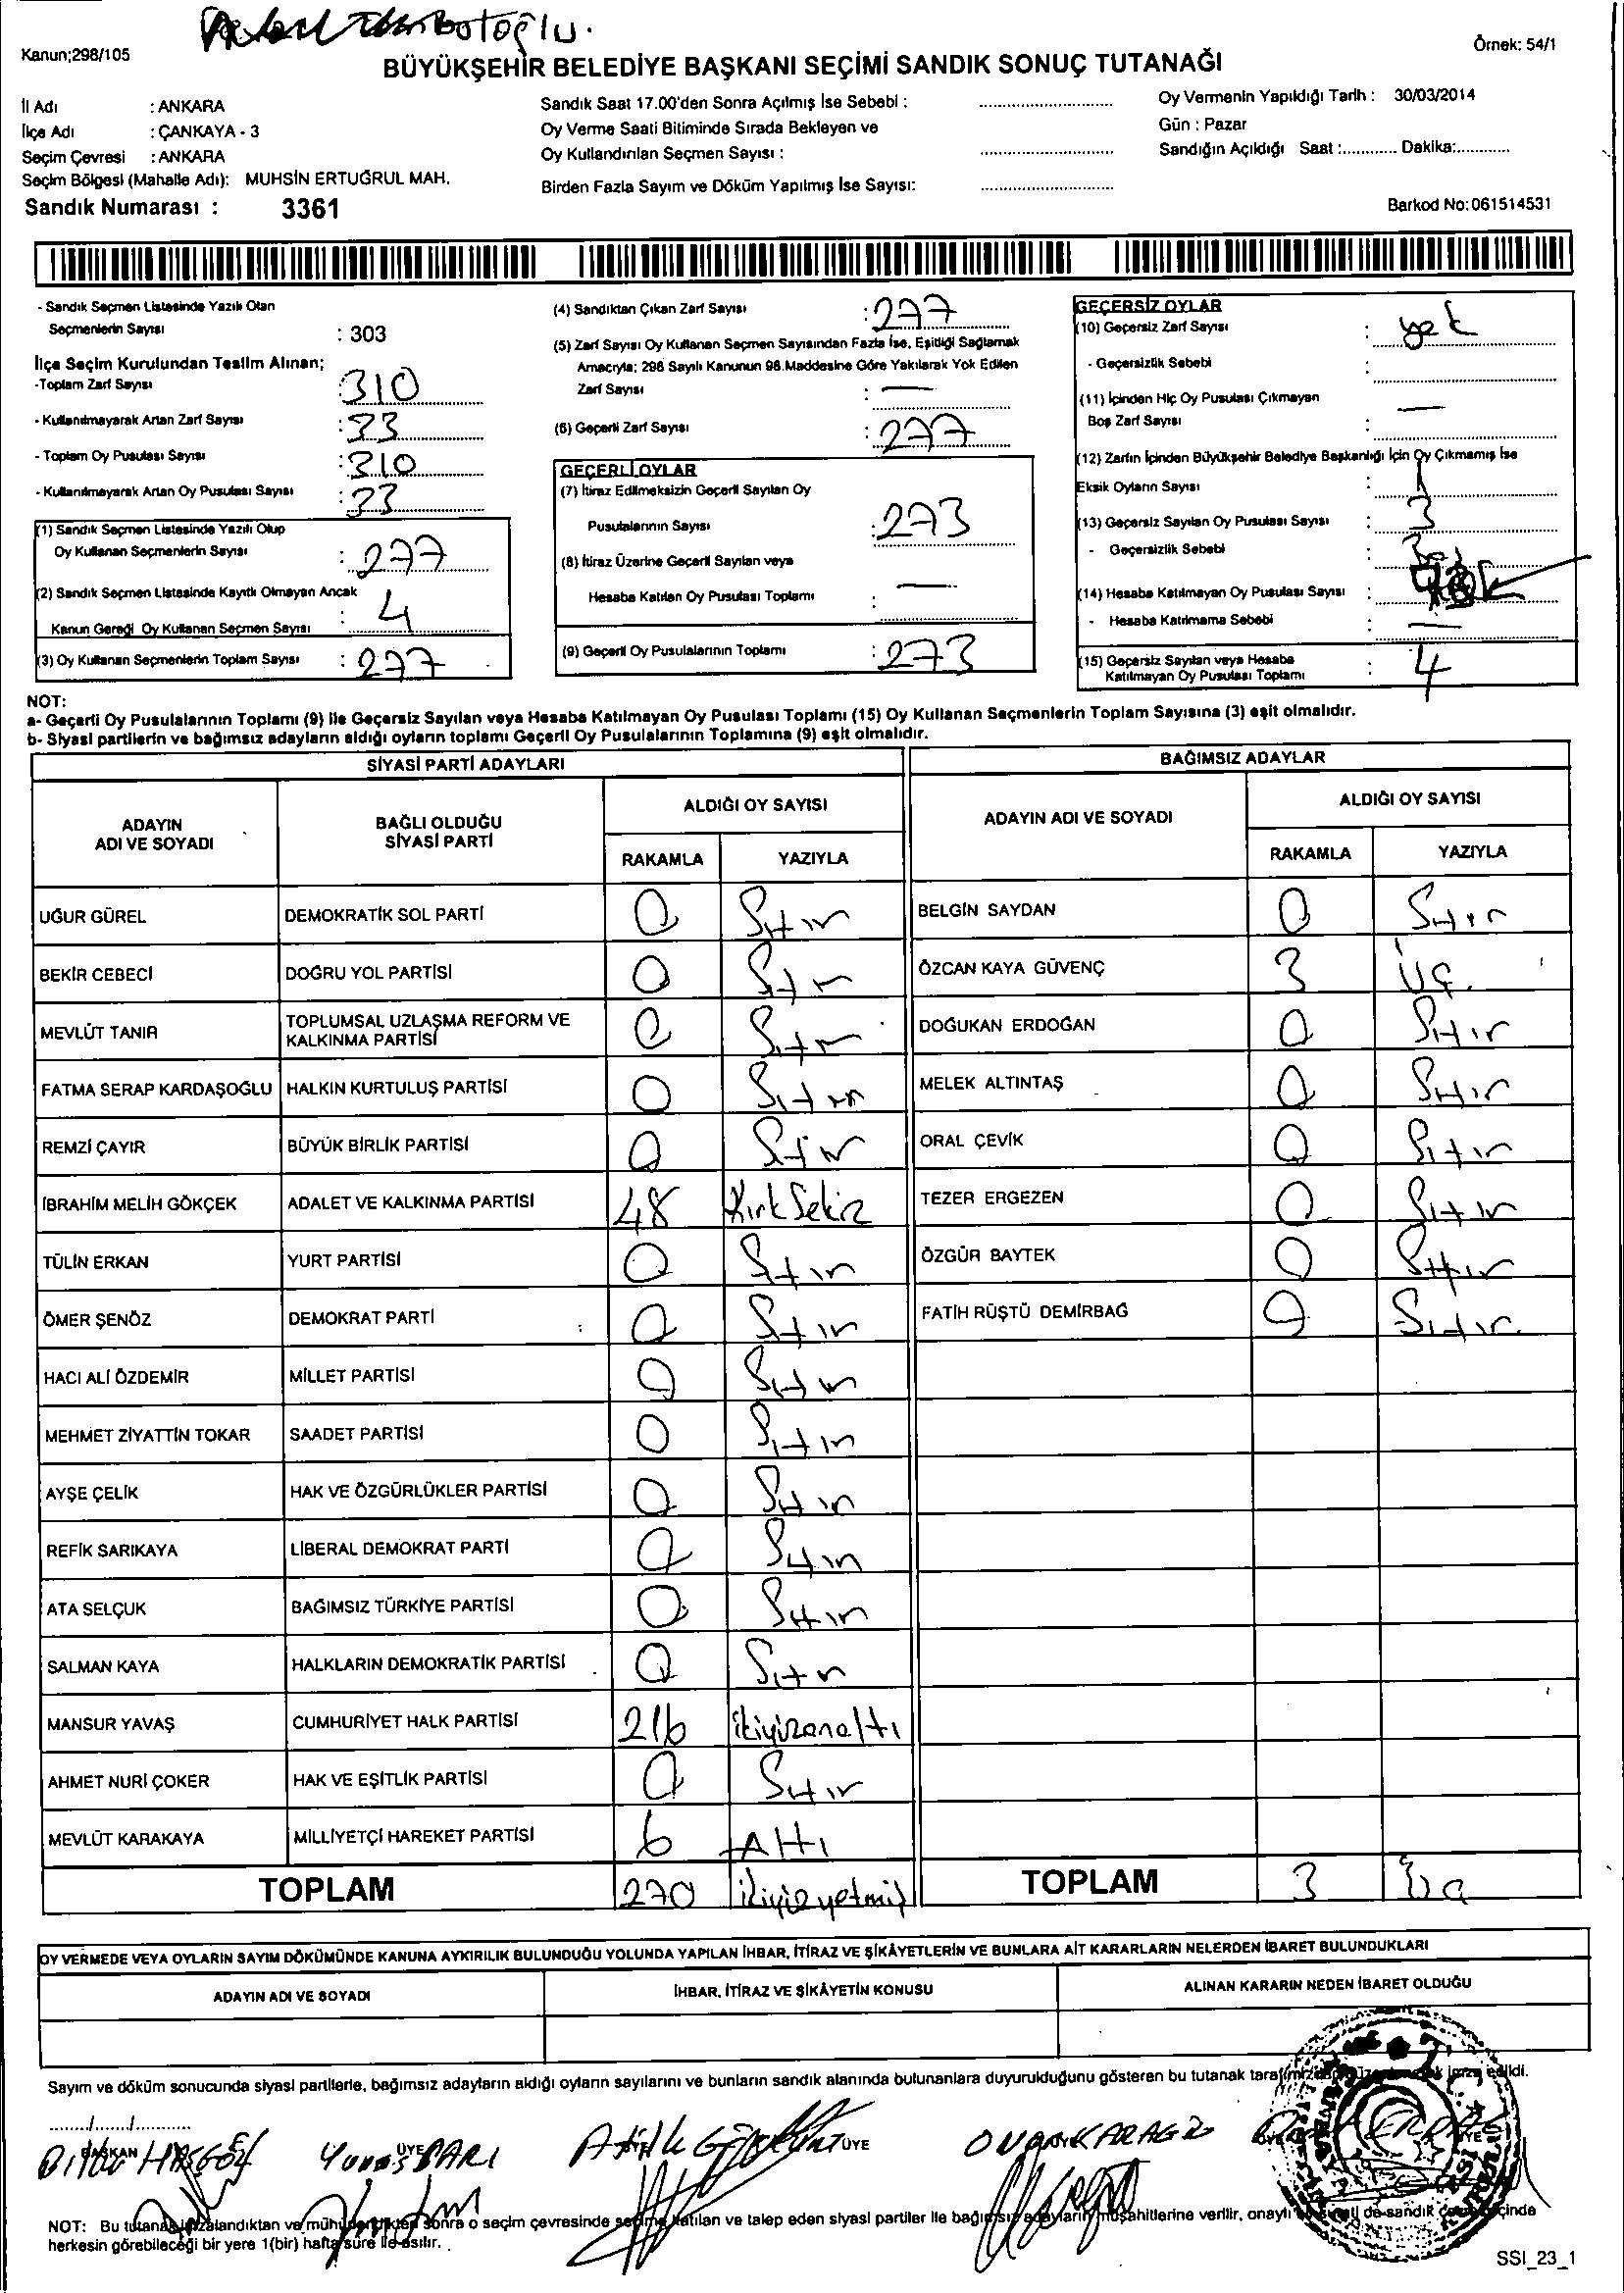 Kanun;298/105
Örnek: 54/1
BÜYÜKŞEHİR BELEDİYE BAŞKANI SEÇİMİ SANDIK SONUÇ TUTANAĞI
İl Adı : ANKARA
İlçe Adı : ÇANKAYA - 3
Seçim Çevresi : ANKARA
Seçim Bölgesi (Mahalle Adı): MUHSİN ERTUĞRUL MAH.
Sandık Numarası : 3361
Sandık Saat 17.00'den Sonra Açılmış İse Sebebi :
Oy Verme Saati Bitiminde Sırada Bekleyen ve
Oy Kullandırılan Seçmen Sayısı :
Birden Fazla Sayım ve Döküm Yapılmış İse Sayısı:
Oy Vermenin Yapıldığı Tarih : 30/03/2014
Gün : Pazar
Sandığın Açıldığı Saat :............ Dakika:...........
Barkod No:061514531
- Sandık Seçmen Listesinde Yazılı Olan
Seçmenlerin Sayısı : 303
İlçe Seçim Kurulundan Teslim Alınan;
-Toplam Zarf Sayısı : 310
- Kullanılmayarak Artan Zarf Sayısı : 33
- Toplam Oy Pusulası Sayısı : 310
- Kullanılmayarak Artan Oy Pusulası Sayısı : 33
(1) Sandık Seçmen Listesinde Yazılı Olup
Oy Kullanan Seçmenlerin Sayısı : 277
(2) Sandık Seçmen Listesinde Kayıtlı Olmayan Ancak
Kanun Gereği Oy Kullanan Seçmen Sayısı : 4
(3) Oy Kullanan Seçmenlerin Toplam Sayısı : 277
(4) Sandıktan Çıkan Zarf Sayısı : 277
(5) Zarf Sayısı Oy Kullanan Seçmen Sayısından Fazla İse, Eşitliği Sağlamak
Amacıyla; 298 Sayılı Kanunun 98.Maddesine Göre Yakılarak Yok Edilen
Zarf Sayısı : —
(6) Geçerli Zarf Sayısı : 277
GEÇERLİ OYLAR
(7) İtiraz Edilmeksizin Geçerli Sayılan Oy
Pusulalarının Sayısı : 273
(8) İtiraz Üzerine Geçerli Sayılan veya
Hesaba Katılan Oy Pusulası Toplamı : —
(9) Geçerli Oy Pusulalarının Toplamı : 273
GEÇERSİZ OYLAR
(10) Geçersiz Zarf Sayısı : yok
- Geçersizlik Sebebi :
(11) İçinden Hiç Oy Pusulası Çıkmayan
Boş Zarf Sayısı : —
(12) Zarfın İçinden Büyükşehir Belediye Başkanlığı İçin Oy Çıkmamış İse
Eksik Oyların Sayısı : 1
(13) Geçersiz Sayılan Oy Pusulası Sayısı : 3
- Geçersizlik Sebebi :
(14) Hesaba Katılmayan Oy Pusulası Sayısı :
- Hesaba Katılmama Sebebi : —
(15) Geçersiz Sayılan veya Hesaba
Katılmayan Oy Pusulası Toplamı : 4
NOT:
a- Geçerli Oy Pusulalarının Toplamı (9) ile Geçersiz Sayılan veya Hesaba Katılmayan Oy Pusulası Toplamı (15) Oy Kullanan Seçmenlerin Toplam Sayısına (3) eşit olmalıdır.
b- Siyasi partilerin ve bağımsız adayların aldığı oyların toplamı Geçerli Oy Pusulalarının Toplamına (9) eşit olmalıdır.
SİYASİ PARTİ ADAYLARI
ADAYIN ADI VE SOYADI BAĞLI OLDUĞU SİYASİ PARTİ ALDIĞI OY SAYISI
RAKAMLA YAZIYLA
UĞUR GÜREL DEMOKRATİK SOL PARTİ 0 Sıfır
BEKİR CEBECİ DOĞRU YOL PARTİSİ 0 Sıfır
MEVLÜT TANIR TOPLUMSAL UZLAŞMA REFORM VE KALKINMA PARTİSİ 0 Sıfır
FATMA SERAP KARDAŞOĞLU HALKIN KURTULUŞ PARTİSİ 0 Sıfır
REMZİ ÇAYIR BÜYÜK BİRLİK PARTİSİ 0 Sıfır
İBRAHİM MELİH GÖKÇEK ADALET VE KALKINMA PARTİSİ 48 Kırk Sekiz
TÜLİN ERKAN YURT PARTİSİ 0 Sıfır
ÖMER ŞENÖZ DEMOKRAT PARTİ 0 Sıfır
HACI ALİ ÖZDEMİR MİLLET PARTİSİ 0 Sıfır
MEHMET ZİYATTİN TOKAR SAADET PARTİSİ 0 Sıfır
AYŞE ÇELİK HAK VE ÖZGÜRLÜKLER PARTİSİ 0 Sıfır
REFİK SARIKAYA LİBERAL DEMOKRAT PARTİ 0 Sıfır
ATA SELÇUK BAĞIMSIZ TÜRKİYE PARTİSİ 0 Sıfır
SALMAN KAYA HALKLARIN DEMOKRATİK PARTİSİ 0 Sıfır
MANSUR YAVAŞ CUMHURİYET HALK PARTİSİ 216 ikiyüzonaltı
AHMET NURİ ÇOKER HAK VE EŞİTLİK PARTİSİ 0 Sıfır
MEVLÜT KARAKAYA MİLLİYETÇİ HAREKET PARTİSİ 6 Altı
TOPLAM 270 ikiyüzyetmiş
BAĞIMSIZ ADAYLAR
ADAYIN ADI VE SOYADI ALDIĞI OY SAYISI
RAKAMLA YAZIYLA
BELGİN SAYDAN 0 Sıfır
ÖZCAN KAYA GÜVENÇ 3 ÜÇ.
DOĞUKAN ERDOĞAN 0 Sıfır
MELEK ALTINTAŞ 0 Sıfır
ORAL ÇEVİK 0 Sıfır
TEZER ERGEZEN 0 Sıfır
ÖZGÜR BAYTEK 0 Sıfır
FATİH RÜŞTÜ DEMİRBAĞ 0 Sıfır
TOPLAM 3 Üç
OY VERMEDE VEYA OYLARIN SAYIM DÖKÜMÜNDE KANUNA AYKIRILIK BULUNDUĞU YOLUNDA YAPILAN İHBAR, İTİRAZ VE ŞİKÂYETLERİN VE BUNLARA AİT KARARLARIN NELERDEN İBARET BULUNDUKLARI
ADAYIN ADI VE SOYADI İHBAR, İTİRAZ VE ŞİKÂYETİN KONUSU ALINAN KARARIN NEDEN İBARET OLDUĞU
Sayım ve döküm sonucunda siyasi partilerle, bağımsız adayların aldığı oyların sayılarını ve bunların sandık alanında bulunanlara duyurulduğunu gösteren bu tutanak imza edildi.
....../....../............
BAŞKAN ÜYE ÜYE
NOT: Bu tutanak imzalandıktan ve mühürlendikten sonra o seçim çevresinde seçime katılan ve talep eden siyasi partiler ile bağımsız adayların müşahitlerine verilir, onaylı de sandık içinde
herkesin görebileceği bir yere 1(bir) hafta süre ile asılır.
SSI_23_1